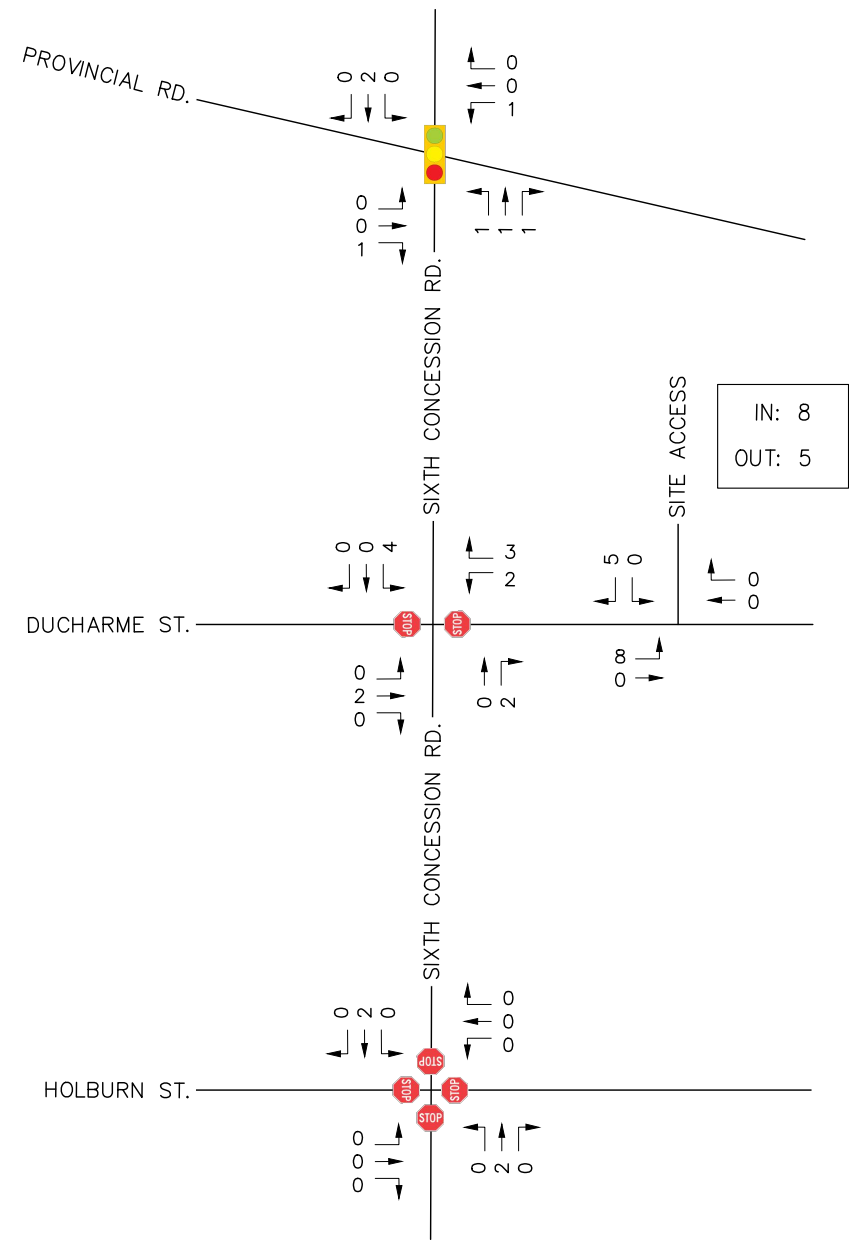 PROVINCIAL RD.
0 2 0
0
0
1
0
0
1
1 1 1
SIXTH CONCESSION RD.
SITE ACCESS
IN: 8
OUT: 5
0 0 4
3
2
5 0
0
0
DUCHARME ST.
STOP
STOP
0
2
0
0 2
8
0
SIXTH CONCESSION RD.
0 2 0
0
0
0
STOP
HOLBURN ST.
STOP
STOP
STOP
0
0
0
0 2 0